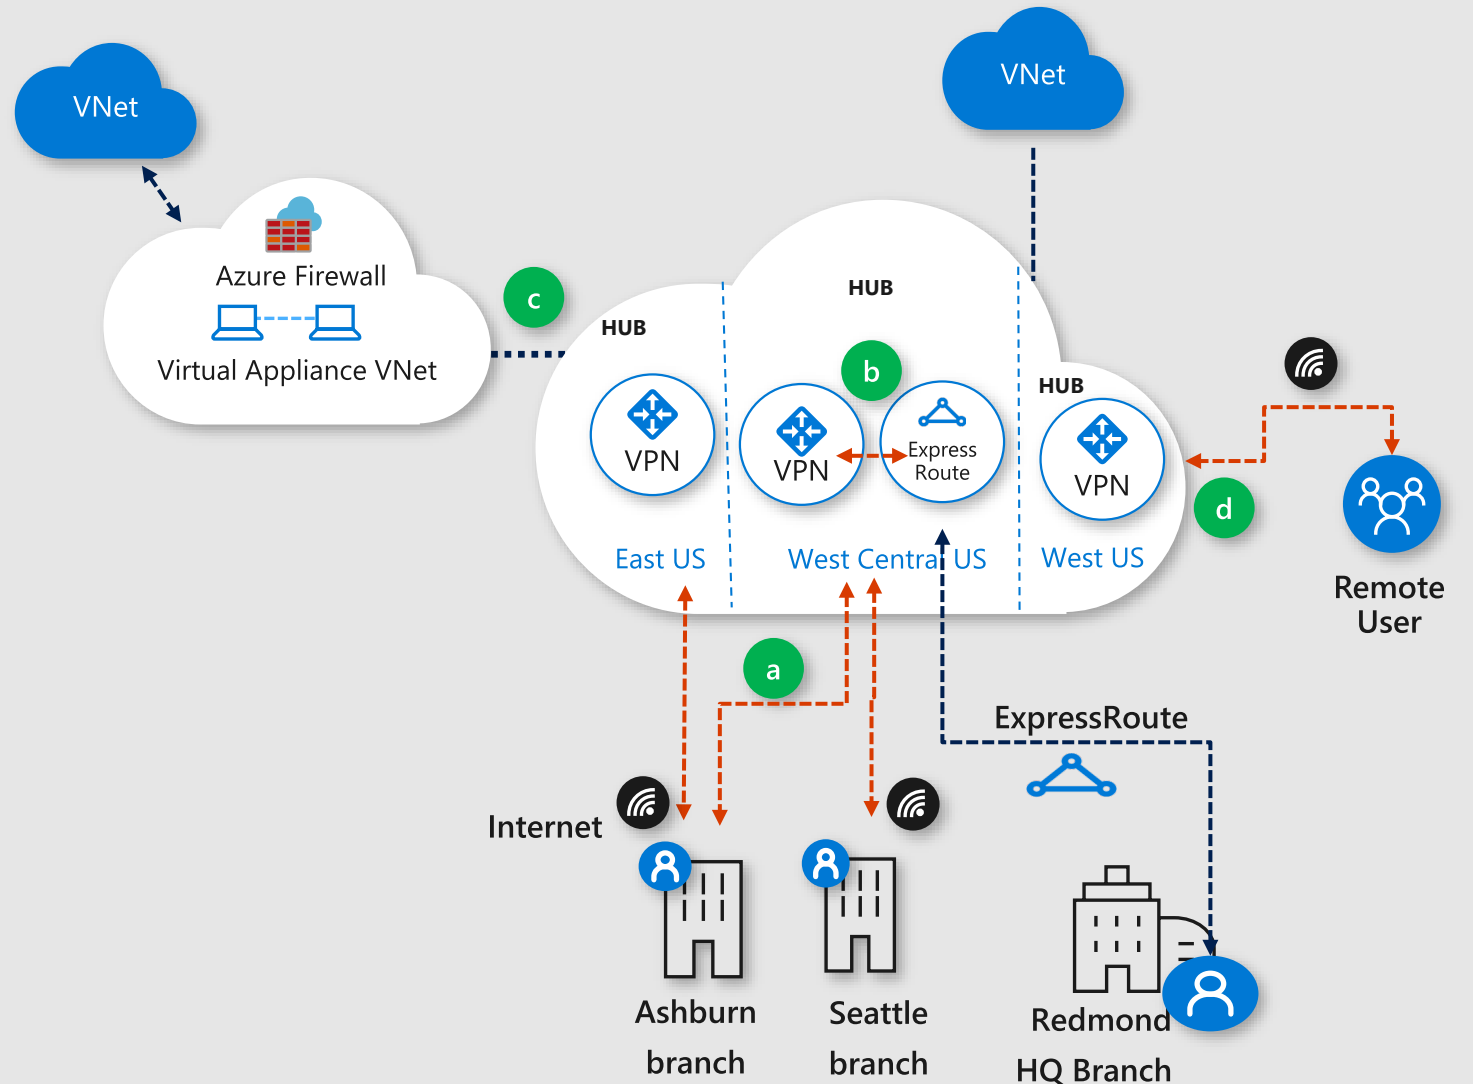 VNet
VNet
Azure Firewall
Virtual Appliance VNet
c
HUB
HUB
HUB
b
VPN
VPN
Express
Route
VPN
d
East US
West Central US
West US
Remote
User
a
ExpressRoute
Internet
Ashburn
branch
Seattle
branch
Redmond
HQ Branch